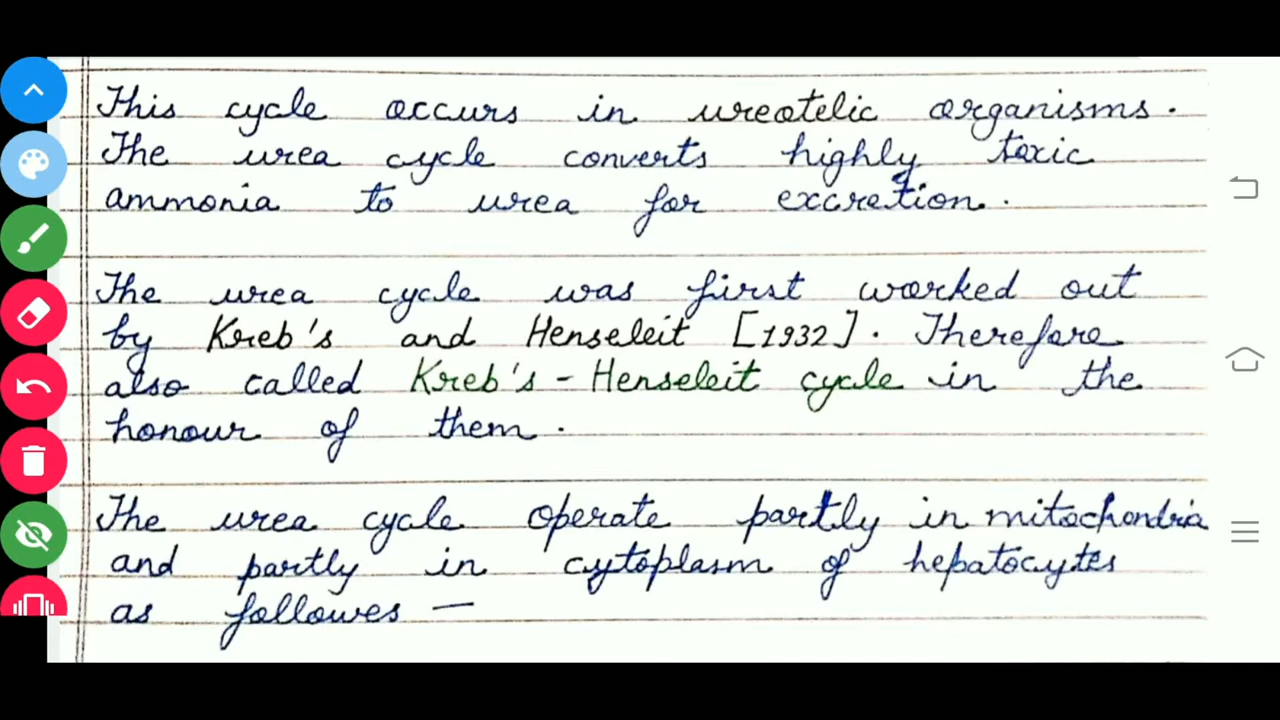 This cycle occurs in ureotelic organisms.
The urea cycle converts highly toxic
ammonia to urea for excretion.
The urea cycle was first worked out
by Kreb's and Henseleit [1932]. Therefore
also called Kreb's - Henseleit cycle in the
honour of them.
The urea cycle operate partly in mitochondria
and partly in cytoplasm of hepatocytes
as followes —